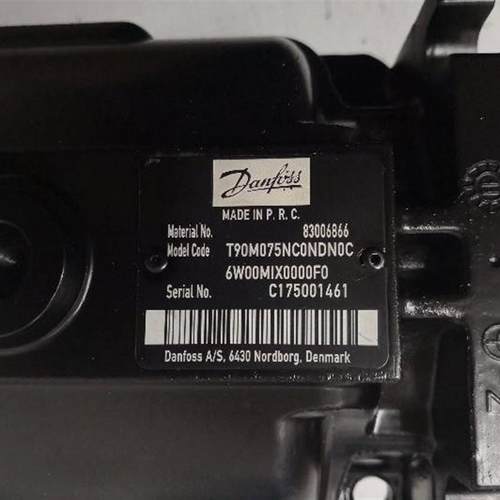 Danfoss
MADE IN P. R. C.
Material No. 83006866
Model Code T90M075NC0NDN0C
6W00MIX0000F0
Serial No. C175001461
Danfoss A/S, 6430 Nordborg, Denmark